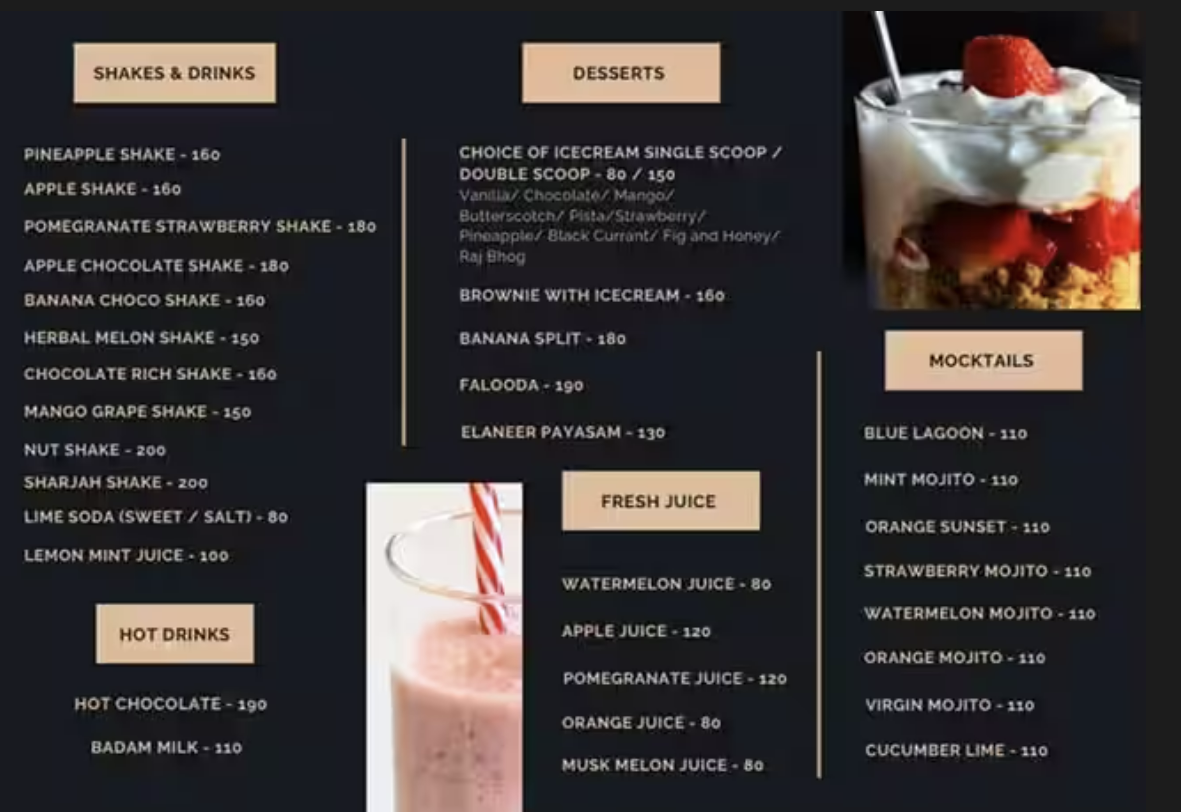 SHAKES & DRINKS
PINEAPPLE SHAKE - 160
APPLE SHAKE - 160
POMEGRANATE STRAWBERRY SHAKE - 180
APPLE CHOCOLATE SHAKE - 180
BANANA CHOCO SHAKE - 160
HERBAL MELON SHAKE - 150
CHOCOLATE RICH SHAKE - 160
MANGO GRAPE SHAKE - 150
NUT SHAKE - 200
SHARJAH SHAKE - 200
LIME SODA (SWEET / SALT) - 80
LEMON MINT JUICE - 100
HOT DRINKS
HOT CHOCOLATE - 190
BADAM MILK - 110
DESSERTS
CHOICE OF ICECREAM SINGLE SCOOP /
DOUBLE SCOOP - 80 / 150
Vanilla/ Chocolate/ Mango/
Butterscotch/ Pista/Strawberry/
Pineapple/ Black Currant/ Fig and Honey/
Raj Bhog
BROWNIE WITH ICECREAM - 160
BANANA SPLIT - 180
FALOODA - 190
ELANEER PAYASAM - 130
FRESH JUICE
WATERMELON JUICE - 80
APPLE JUICE - 120
POMEGRANATE JUICE - 120
ORANGE JUICE - 80
MUSK MELON JUICE - 80
MOCKTAILS
BLUE LAGOON - 110
MINT MOJITO - 110
ORANGE SUNSET - 110
STRAWBERRY MOJITO - 110
WATERMELON MOJITO - 110
ORANGE MOJITO - 110
VIRGIN MOJITO - 110
CUCUMBER LIME - 110